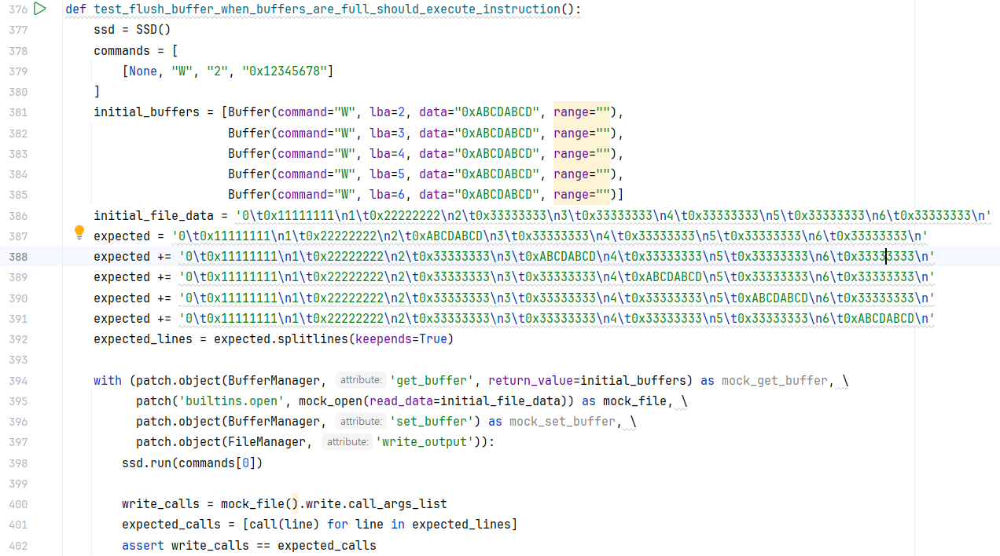 376 def test_flush_buffer_when_buffers_are_full_should_execute_instruction():
377     ssd = SSD()
378     commands = [
379         [None, "W", "2", "0x12345678"]
380     ]
381     initial_buffers = [Buffer(command="W", lba=2, data="0xABCDABCD", range=""),
382                        Buffer(command="W", lba=3, data="0xABCDABCD", range=""),
383                        Buffer(command="W", lba=4, data="0xABCDABCD", range=""),
384                        Buffer(command="W", lba=5, data="0xABCDABCD", range=""),
385                        Buffer(command="W", lba=6, data="0xABCDABCD", range="")]
386     initial_file_data = '0\t0x11111111\n1\t0x22222222\n2\t0x33333333\n3\t0x33333333\n4\t0x33333333\n5\t0x33333333\n6\t0x33333333\n'
387     expected = '0\t0x11111111\n1\t0x22222222\n2\t0xABCDABCD\n3\t0x33333333\n4\t0x33333333\n5\t0x33333333\n6\t0x33333333\n'
388     expected += '0\t0x11111111\n1\t0x22222222\n2\t0x33333333\n3\t0xABCDABCD\n4\t0x33333333\n5\t0x33333333\n6\t0x33333333\n'
389     expected += '0\t0x11111111\n1\t0x22222222\n2\t0x33333333\n3\t0x33333333\n4\t0xABCDABCD\n5\t0x33333333\n6\t0x33333333\n'
390     expected += '0\t0x11111111\n1\t0x22222222\n2\t0x33333333\n3\t0x33333333\n4\t0x33333333\n5\t0xABCDABCD\n6\t0x33333333\n'
391     expected += '0\t0x11111111\n1\t0x22222222\n2\t0x33333333\n3\t0x33333333\n4\t0x33333333\n5\t0x33333333\n6\t0xABCDABCD\n'
392     expected_lines = expected.splitlines(keepends=True)
393
394     with (patch.object(BufferManager, attribute: 'get_buffer', return_value=initial_buffers) as mock_get_buffer, \
395           patch('builtins.open', mock_open(read_data=initial_file_data)) as mock_file, \
396           patch.object(BufferManager, attribute: 'set_buffer') as mock_set_buffer, \
397           patch.object(FileManager, attribute: 'write_output')):
398         ssd.run(commands[0])
399
400         write_calls = mock_file().write.call_args_list
401         expected_calls = [call(line) for line in expected_lines]
402         assert write_calls == expected_calls